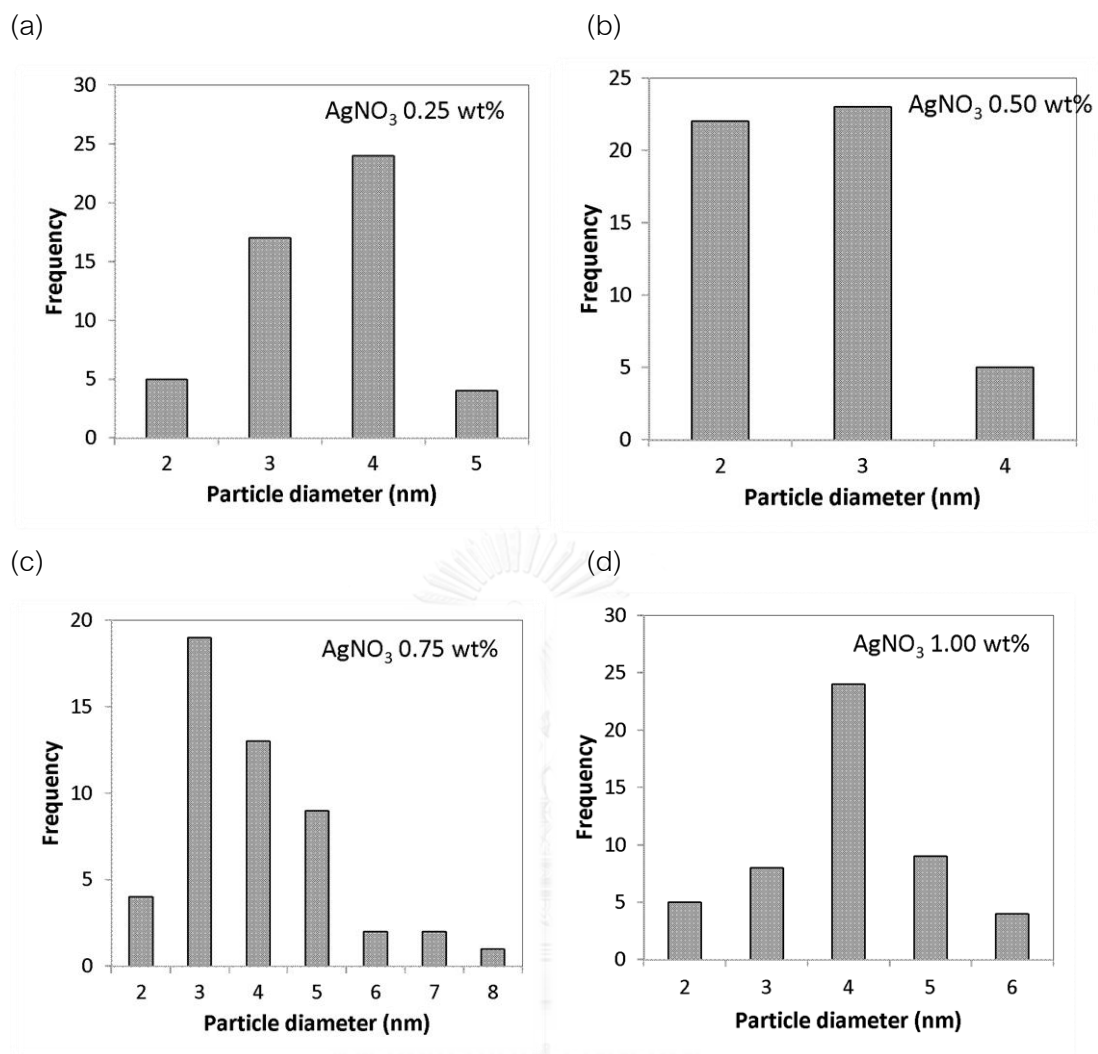 (a)
(b)
AgNO3 0.25 wt%
30
25
20
15
10
5
0
Frequency
2 3 4 5
Particle diameter (nm)
AgNO3 0.50 wt%
25
20
15
10
5
0
Frequency
2 3 4
Particle diameter (nm)
(c)
(d)
AgNO3 0.75 wt%
20
15
10
5
0
Frequency
2 3 4 5 6 7 8
Particle diameter (nm)
AgNO3 1.00 wt%
30
25
20
15
10
5
0
Frequency
2 3 4 5 6
Particle diameter (nm)